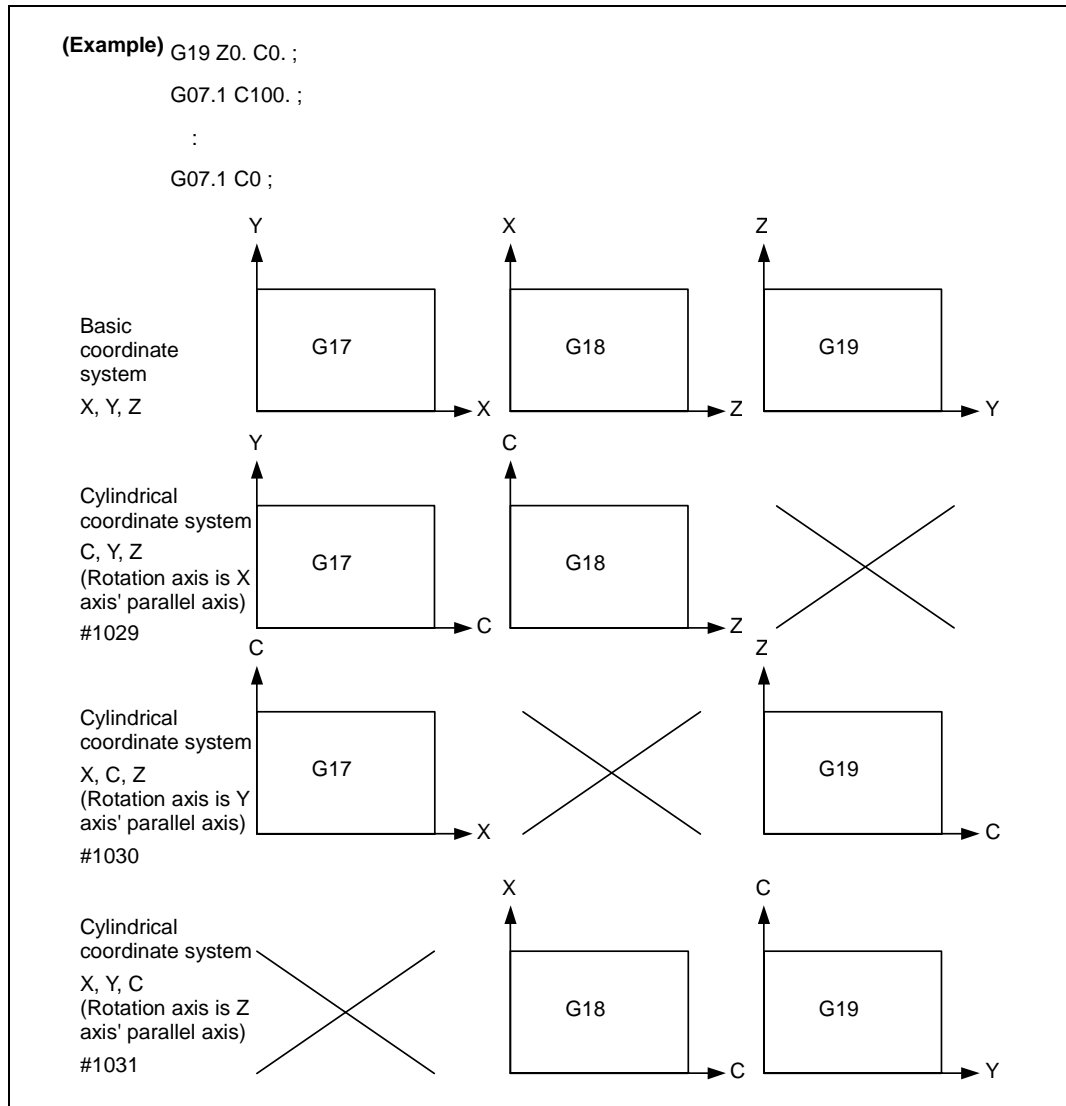 (Example) G19 Z0. C0. ;
G07.1 C100. ;
:
G07.1 C0 ;
Y
X
Z
Basic
coordinate
system
X, Y, Z
G17
G18
G19
X
Z
Y
Y
C
Cylindrical
coordinate system
C, Y, Z
(Rotation axis is X
axis' parallel axis)
#1029
G17
G18
C
Z
C
Z
Cylindrical
coordinate system
X, C, Z
(Rotation axis is Y
axis' parallel axis)
#1030
G17
G19
X
C
X
C
Cylindrical
coordinate system
X, Y, C
(Rotation axis is Z
axis' parallel axis)
#1031
G18
G19
C
Y